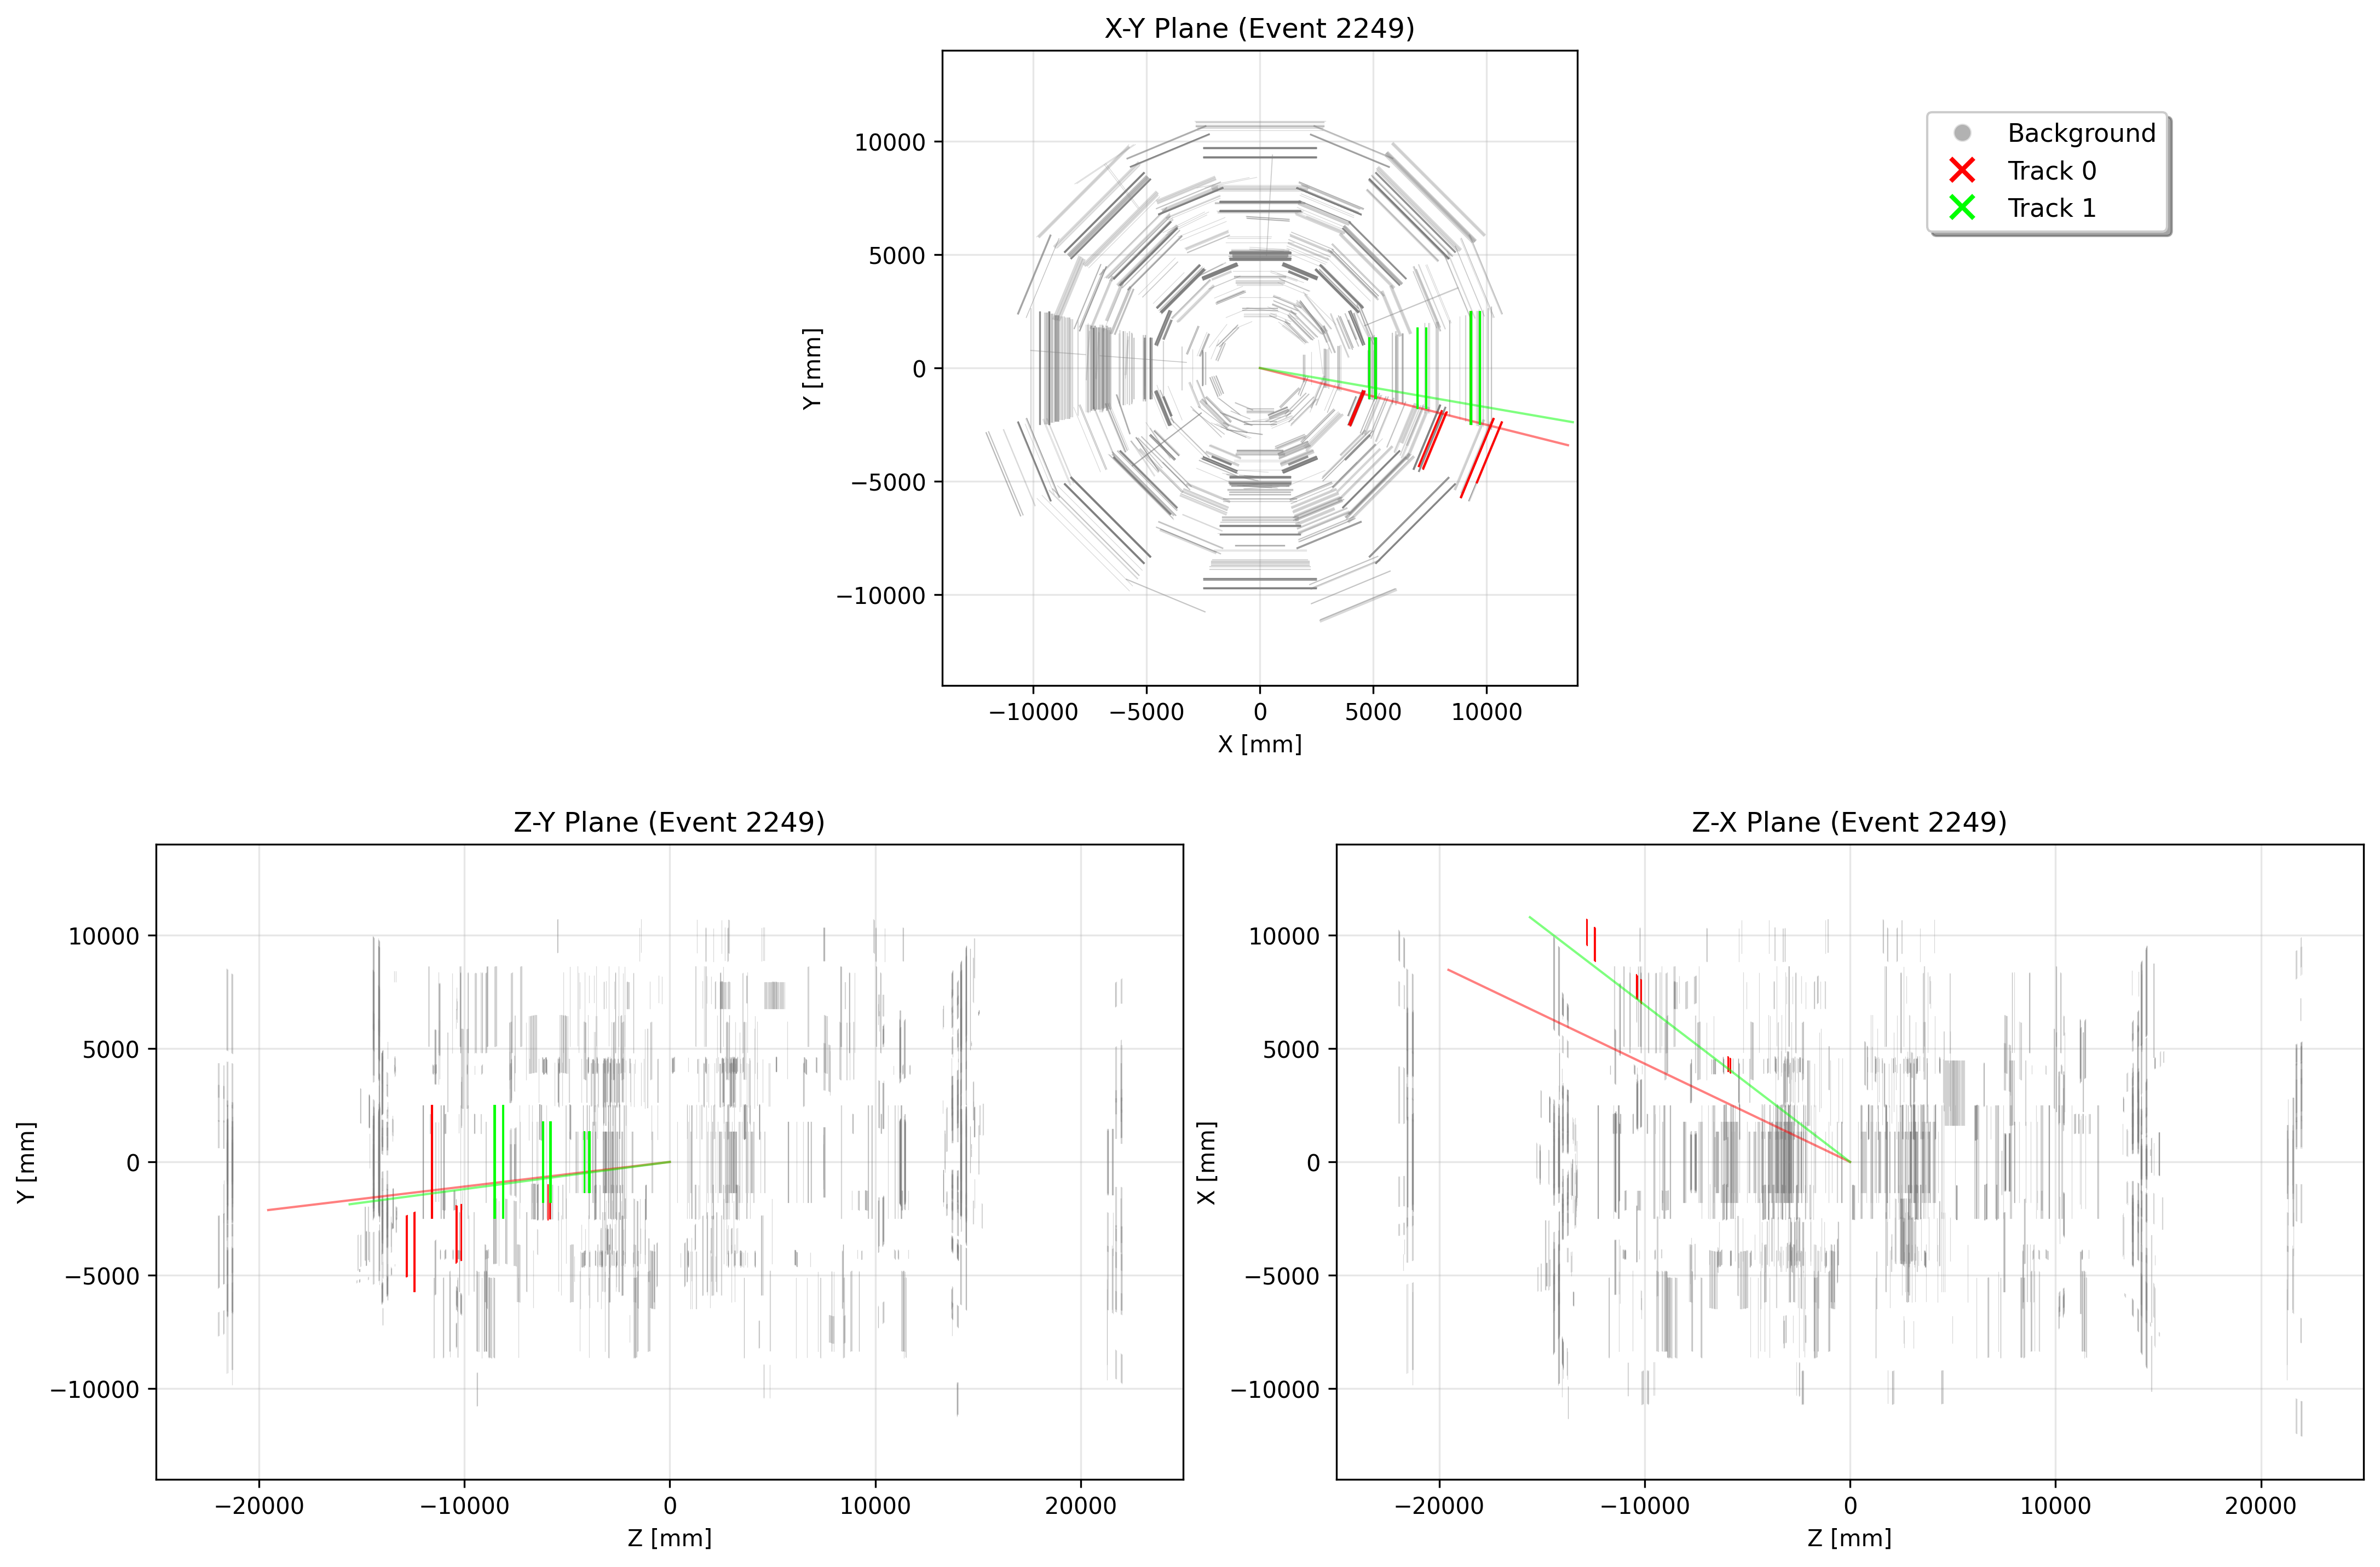 X-Y Plane (Event 2249)
10000
5000
0
−5000
−10000
Y [mm]
−10000 −5000 0 5000 10000
X [mm]
Background
Track 0
Track 1
Z-Y Plane (Event 2249)
10000
5000
0
−5000
−10000
Y [mm]
−20000 −10000 0 10000 20000
Z [mm]
Z-X Plane (Event 2249)
10000
5000
0
−5000
−10000
X [mm]
−20000 −10000 0 10000 20000
Z [mm]